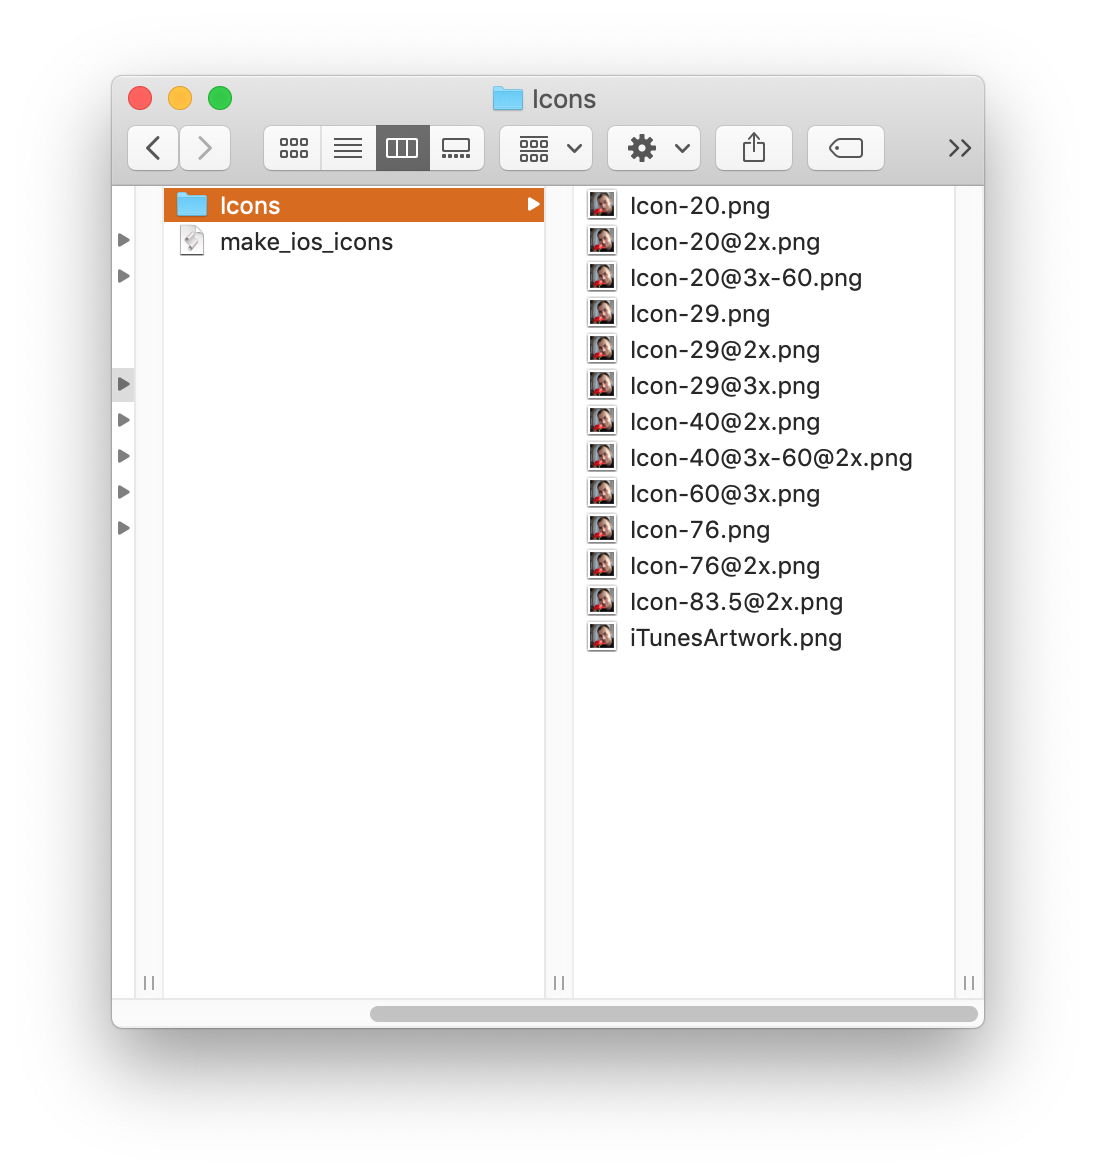 Icons
Icons
make_ios_icons
Icon-20.png
Icon-20@2x.png
Icon-20@3x-60.png
Icon-29.png
Icon-29@2x.png
Icon-29@3x.png
Icon-40@2x.png
Icon-40@3x-60@2x.png
Icon-60@3x.png
Icon-76.png
Icon-76@2x.png
Icon-83.5@2x.png
iTunesArtwork.png